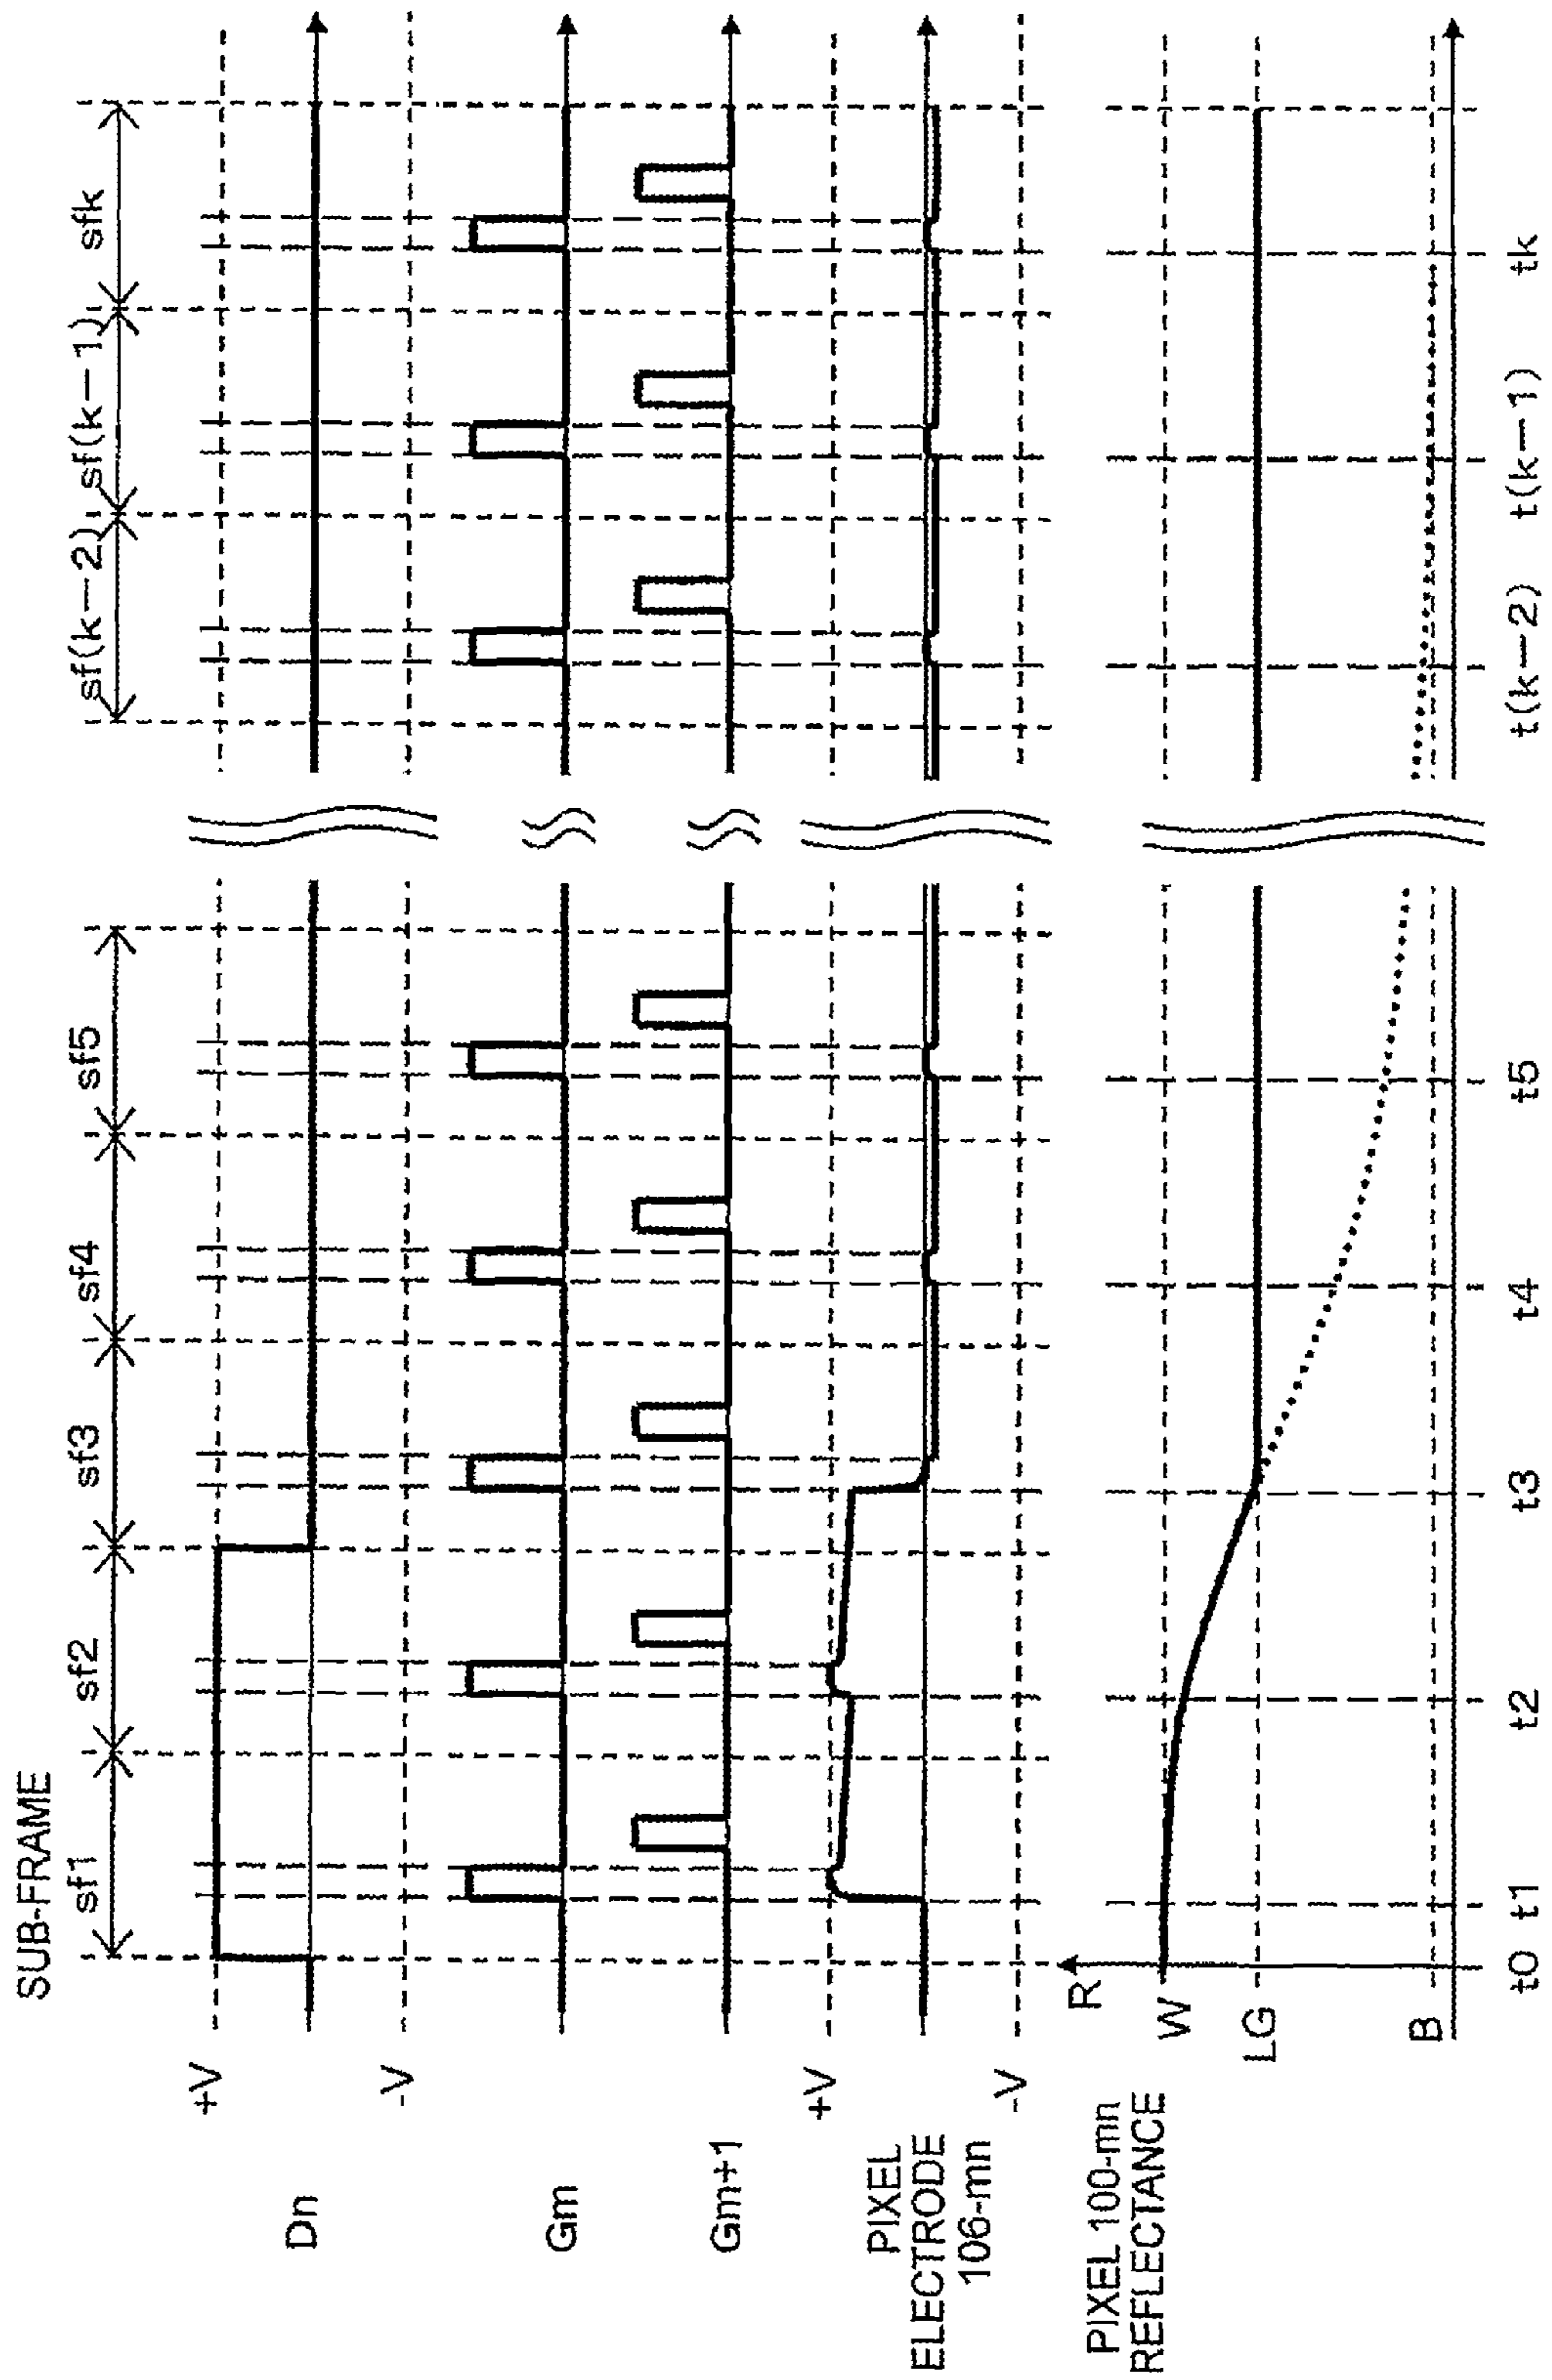 SUB-FRAME
sf1 sf2 sf3 sf4 sf5 sf(k−2) sf(k−1) sfk
+V
Dn
-V
Gm
Gm+1
+V
PIXEL
ELECTRODE
106-mn
-V
R
PIXEL 100-mn
REFLECTANCE
W
LG
B
t0 t1 t2 t3 t4 t5 t(k−2) t(k−1) tk